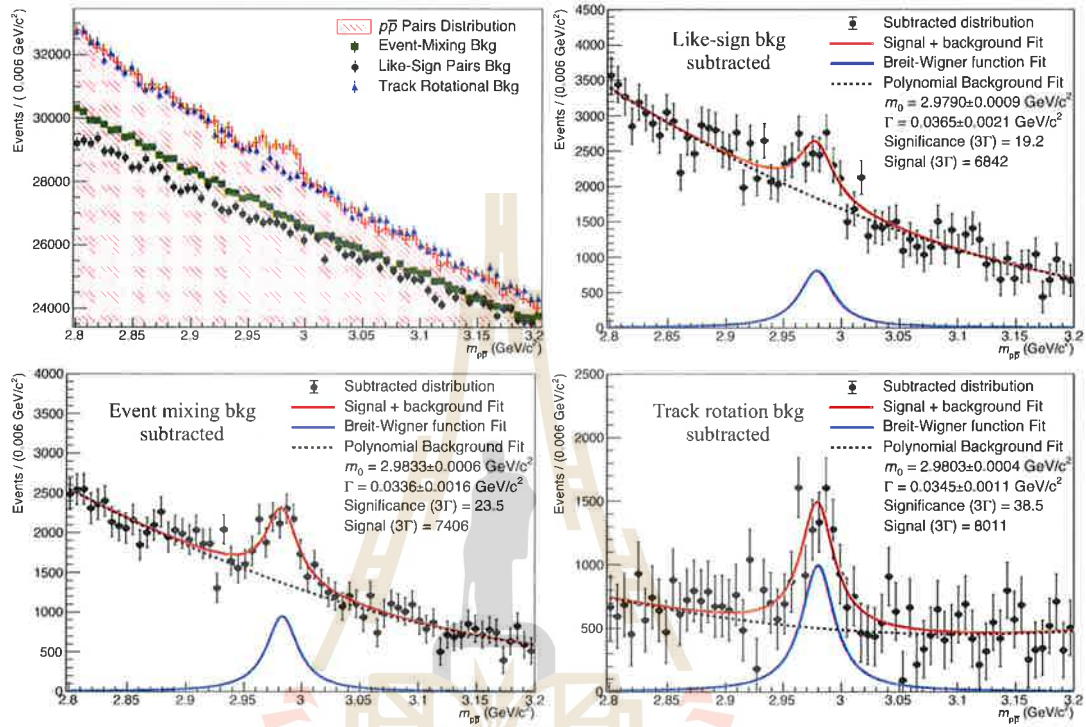 Events / ( 0.006 GeV/c²)
32000
30000
28000
26000
24000
pp̅ Pairs Distribution
Event-Mixing Bkg
Like-Sign Pairs Bkg
Track Rotational Bkg
2.8 2.85 2.9 2.95 3 3.05 3.1 3.15 3.2
m_pp̅ (GeV/c²)
Events / (0.006 GeV/c²)
4500
4000
3500
3000
2500
2000
1500
1000
500
0
Like-sign bkg
subtracted
Subtracted distribution
Signal + background Fit
Breit-Wigner function Fit
Polynomial Background Fit
m₀ = 2.9790±0.0009 GeV/c²
Γ = 0.0365±0.0021 GeV/c²
Significance (3Γ) = 19.2
Signal (3Γ) = 6842
2.8 2.85 2.9 2.95 3 3.05 3.1 3.15 3.2
m_pp̅ (GeV/c²)
Events / (0.006 GeV/c²)
4000
3500
3000
2500
2000
1500
1000
500
0
Event mixing bkg
subtracted
Subtracted distribution
Signal + background Fit
Breit-Wigner function Fit
Polynomial Background Fit
m₀ = 2.9833±0.0006 GeV/c²
Γ = 0.0336±0.0016 GeV/c²
Significance (3Γ) = 23.5
Signal (3Γ) = 7406
2.8 2.85 2.9 2.95 3 3.05 3.1 3.15 3.2
m_pp̅ (GeV/c²)
Events / (0.006 GeV/c²)
2500
2000
1500
1000
500
0
Track rotation bkg
subtracted
Subtracted distribution
Signal + background Fit
Breit-Wigner function Fit
Polynomial Background Fit
m₀ = 2.9803±0.0004 GeV/c²
Γ = 0.0345±0.0011 GeV/c²
Significance (3Γ) = 38.5
Signal (3Γ) = 8011
2.8 2.85 2.9 2.95 3 3.05 3.1 3.15 3.2
m_pp̅ (GeV/c²)